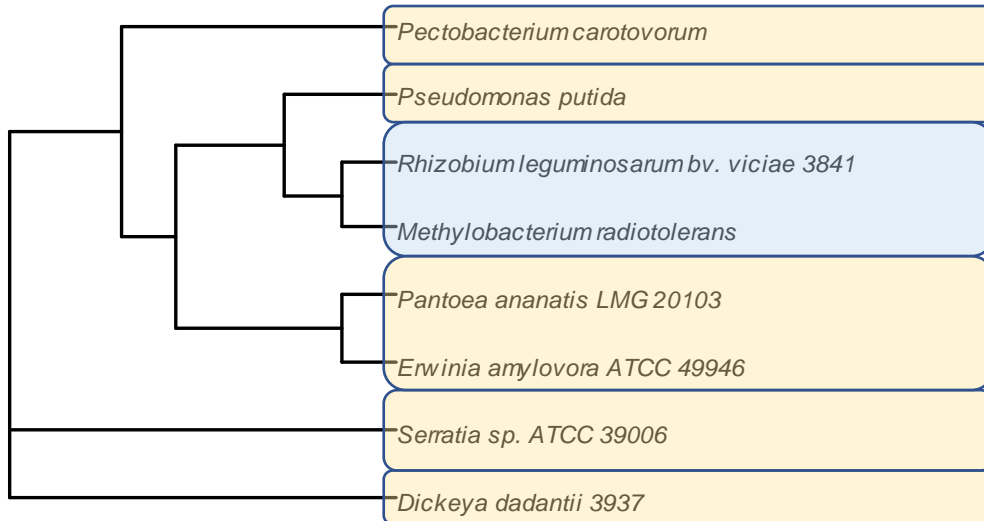 Pectobacterium carotovorum
Pseudomonas putida
Rhizobium leguminosarum bv. viciae 3841
Methylobacterium radiotolerans
Pantoea ananatis LMG 20103
Erwinia amylovora ATCC 49946
Serratia sp. ATCC 39006
Dickeya dadantii 3937